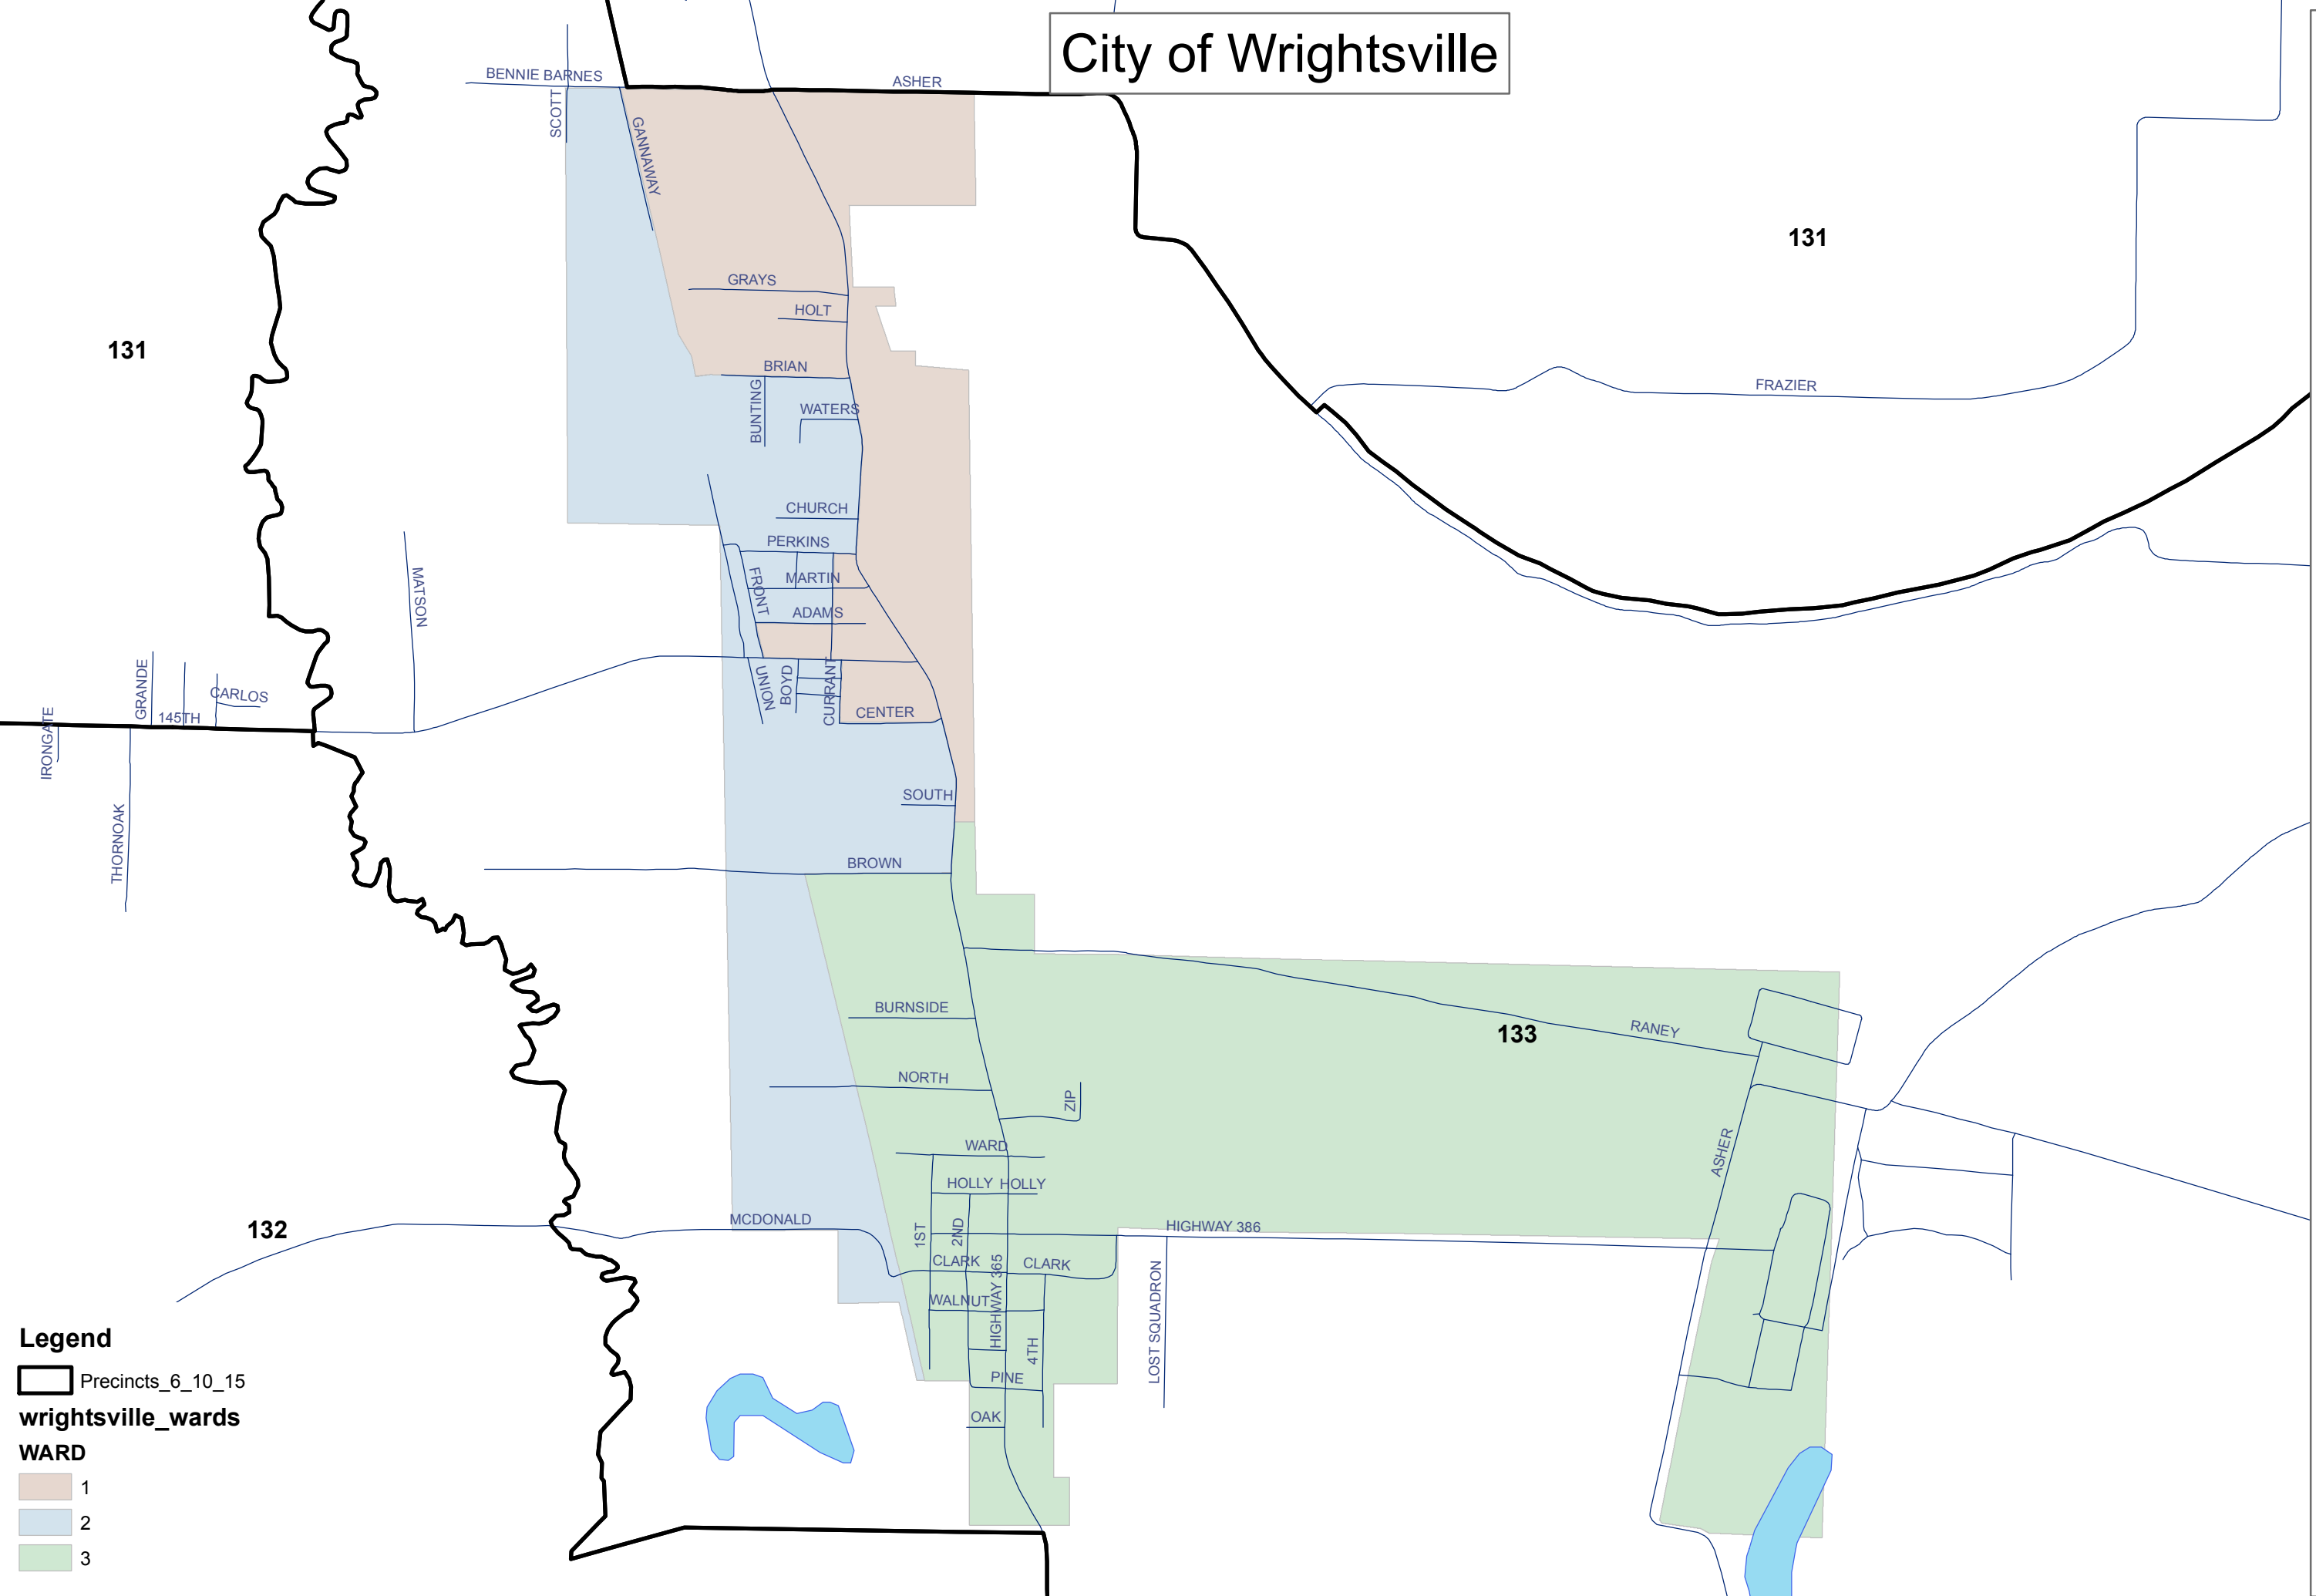 City of Wrightsville
BENNIE BARNES
ASHER
SCOTT
GANNAWAY
131
GRAYS
HOLT
131
BRIAN
FRAZIER
BUNTING
WATERS
CHURCH
PERKINS
MATSON
FRONT
MARTIN
ADAMS
GRANDE
CARLOS
145TH
IRONGATE
UNION
BOYD
CURRANT
CENTER
SOUTH
THORNOAK
BROWN
BURNSIDE
133
RANEY
NORTH
ZIP
WARD
ASHER
HOLLY HOLLY
132
MCDONALD
1ST
2ND
HIGHWAY 386
CLARK
CLARK
HIGHWAY 365
WALNUT
LOST SQUADRON
4TH
PINE
OAK
Legend
Precincts_6_10_15
wrightsville_wards
WARD
1
2
3